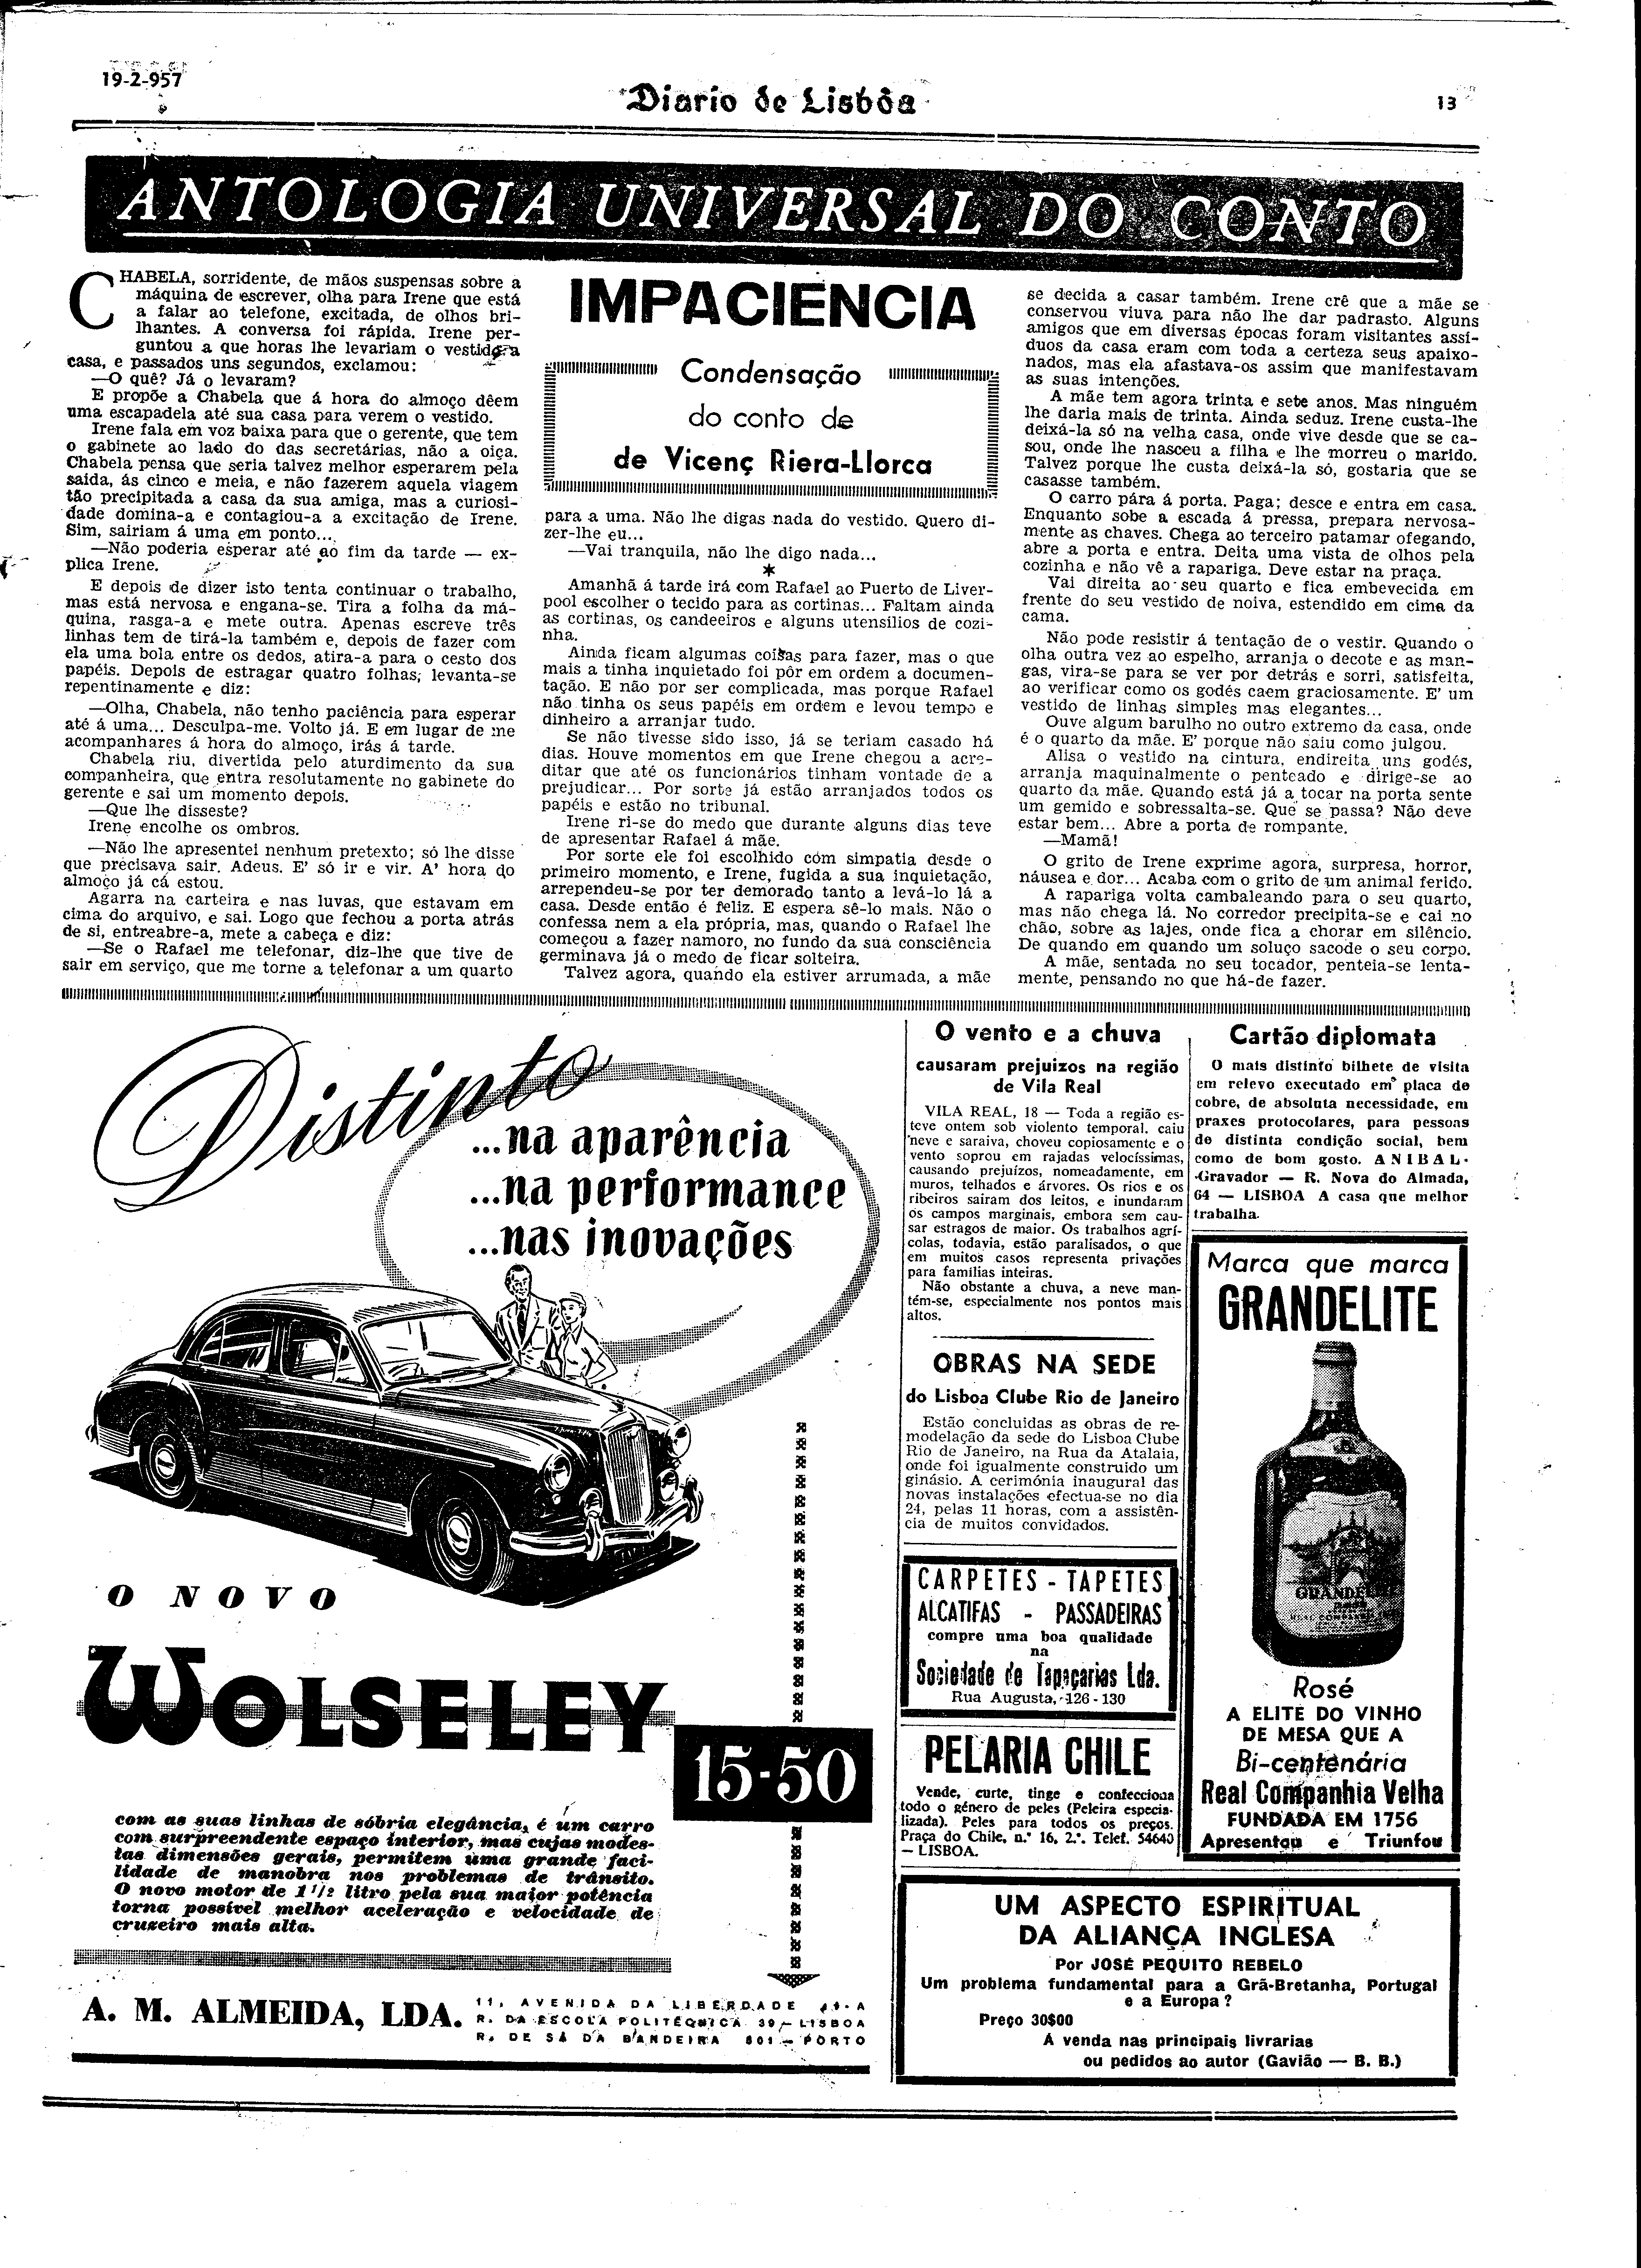 19-2-957
Diario de Lisbôa
13
ANTOLOGIA UNIVERSAL DO CONTO
CHABELA, sorridente, de mãos suspensas sobre a
máquina de escrever, olha para Irene que está
a falar ao telefone, excitada, de olhos bri-
lhantes. A conversa foi rápida. Irene per-
guntou a que horas lhe levariam o vestido a
casa, e passados uns segundos, exclamou:
—O quê? Já o levaram?
E propõe a Chabela que á hora do almoço dêem
uma escapadela até sua casa para verem o vestido.
Irene fala em voz baixa para que o gerente, que tem
o gabinete ao lado do das secretárias, não a oiça.
Chabela pensa que seria talvez melhor esperarem pela
saida, ás cinco e meia, e não fazerem aquela viagem
tão precipitada a casa da sua amiga, mas a curiosi-
dade domina-a e contagiou-a a excitação de Irene.
Sim, sairiam á uma em ponto...
—Não poderia esperar até ao fim da tarde — ex-
plica Irene.
E depois de dizer isto tenta continuar o trabalho,
mas está nervosa e engana-se. Tira a folha da má-
quina, rasga-a e mete outra. Apenas escreve três
linhas tem de tirá-la também e, depois de fazer com
ela uma bola entre os dedos, atira-a para o cesto dos
papéis. Depois de estragar quatro folhas, levanta-se
repentinamente e diz:
—Olha, Chabela, não tenho paciência para esperar
até á uma... Desculpa-me. Volto já. E em lugar de me
acompanhares á hora do almoço, irás á tarde.
Chabela riu, divertida pelo aturdimento da sua
companheira, que entra resolutamente no gabinete do
gerente e sai um momento depois.
—Que lhe disseste?
Irene encolhe os ombros.
—Não lhe apresentei nenhum pretexto; só lhe disse
que precisava sair. Adeus. E' só ir e vir. A' hora do
almoço já cá estou.
Agarra na carteira e nas luvas, que estavam em
cima do arquivo, e sai. Logo que fechou a porta atrás
de si, entreabre-a, mete a cabeça e diz:
—Se o Rafael me telefonar, diz-lhe que tive de
sair em serviço, que me torne a telefonar a um quarto
IMPACIENCIA
Condensação
do conto de
de Vicenç Riera-Llorca
para a uma. Não lhe digas nada do vestido. Quero di-
zer-lhe eu...
—Vai tranquila, não lhe digo nada...
*
Amanhã á tarde irá com Rafael ao Puerto de Liver-
pool escolher o tecido para as cortinas... Faltam ainda
as cortinas, os candeeiros e alguns utensílios de cozi-
nha.
Ainda ficam algumas coisas para fazer, mas o que
mais a tinha inquietado foi pôr em ordem a documen-
tação. E não por ser complicada, mas porque Rafael
não tinha os seus papéis em ordem e levou tempo e
dinheiro a arranjar tudo.
Se não tivesse sido isso, já se teriam casado há
dias. Houve momentos em que Irene chegou a acre-
ditar que até os funcionários tinham vontade de a
prejudicar... Por sorte já estão arranjados todos os
papéis e estão no tribunal.
Irene ri-se do medo que durante alguns dias teve
de apresentar Rafael á mãe.
Por sorte ele foi escolhido com simpatia desde o
primeiro momento, e Irene, fugida a sua inquietação,
arrependeu-se por ter demorado tanto a levá-lo lá a
casa. Desde então é feliz. E espera sê-lo mais. Não o
confessa nem a ela própria, mas, quando o Rafael lhe
começou a fazer namoro, no fundo da sua consciência
germinava já o medo de ficar solteira.
Talvez agora, quando ela estiver arrumada, a mãe
se decida a casar também. Irene crê que a mãe se
conservou viuva para não lhe dar padrasto. Alguns
amigos que em diversas épocas foram visitantes assí-
duos da casa eram com toda a certeza seus apaixo-
nados, mas ela afastava-os assim que manifestavam
as suas intenções.
A mãe tem agora trinta e sete anos. Mas ninguém
lhe daria mais de trinta. Ainda seduz. Irene custa-lhe
deixá-la só na velha casa, onde vive desde que se ca-
sou, onde lhe nasceu a filha e lhe morreu o marido.
Talvez porque lhe custa deixá-la só, gostaria que se
casasse também.
O carro pára á porta. Paga; desce e entra em casa.
Enquanto sobe a escada á pressa, prepara nervosa-
mente as chaves. Chega ao terceiro patamar ofegando,
abre a porta e entra. Deita uma vista de olhos pela
cozinha e não vê a rapariga. Deve estar na praça.
Vai direita ao seu quarto e fica embevecida em
frente do seu vestido de noiva, estendido em cima da
cama.
Não pode resistir á tentação de o vestir. Quando o
olha outra vez ao espelho, arranja o decote e as man-
gas, vira-se para se ver por detrás e sorri, satisfeita,
ao verificar como os godés caem graciosamente. E' um
vestido de linhas simples mas elegantes...
Ouve algum barulho no outro extremo da casa, onde
é o quarto da mãe. E' porque não saiu como julgou.
Alisa o vestido na cintura, endireita uns godés,
arranja maquinalmente o penteado e dirige-se ao
quarto da mãe. Quando está já a tocar na porta sente
um gemido e sobressalta-se. Que se passa? Não deve
estar bem... Abre a porta de rompante.
—Mamã!
O grito de Irene exprime agora, surpresa, horror,
náusea e dor... Acaba com o grito de um animal ferido.
A rapariga volta cambaleando para o seu quarto,
mas não chega lá. No corredor precipita-se e cai no
chão, sobre as lajes, onde fica a chorar em silêncio.
De quando em quando um soluço sacode o seu corpo.
A mãe, sentada no seu tocador, penteia-se lenta-
mente, pensando no que há-de fazer.
Distinto
...na aparência
...na performance
...nas inovações
O NOVO
WOLSELEY
15-50
com as suas linhas de sóbria elegância, é um carro
com surpreendente espaço interior, mas cujas modes-
tas dimensões gerais, permitem uma grande faci-
lidade de manobra nos problemas de trânsito.
O novo motor de 1 1/2 litro pela sua maior potência
torna possível melhor aceleração e velocidade de
cruzeiro mais alta.
A. M. ALMEIDA, LDA.
11, AVENIDA DA LIBERDADE 11-A
R. DA ESCOLA POLITÉQNICA 39 — LISBOA
R. DE SÁ DA BANDEIRA 801 — PORTO
O vento e a chuva
causaram prejuizos na região
de Vila Real
VILA REAL, 18 — Toda a região es-
teve ontem sob violento temporal. caiu
neve e saraiva, choveu copiosamente e o
vento soprou em rajadas velocíssimas,
causando prejuízos, nomeadamente, em
muros, telhados e árvores. Os rios e os
ribeiros sairam dos leitos, e inundaram
os campos marginais, embora sem cau-
sar estragos de maior. Os trabalhos agrí-
colas, todavia, estão paralisados, o que
em muitos casos representa privações
para famílias inteiras.
Não obstante a chuva, a neve man-
tém-se, especialmente nos pontos mais
altos.
OBRAS NA SEDE
do Lisboa Clube Rio de Janeiro
Estão concluidas as obras de re-
modelação da sede do Lisboa Clube
Rio de Janeiro, na Rua da Atalaia,
onde foi igualmente construido um
ginásio. A cerimónia inaugural das
novas instalações efectua-se no dia
24, pelas 11 horas, com a assistên-
cia de muitos convidados.
CARPETES - TAPETES
ALCATIFAS - PASSADEIRAS
compre uma boa qualidade
na
Sociedade de Tapeçarias Lda.
Rua Augusta, 126-130
PELARIA CHILE
Vende, curte, tinge e confecciona
todo o género de peles (Peleira especia-
lizada). Peles para todos os preços.
Praça do Chile, n.º 16, 2.º. Telef. 54640
— LISBOA.
Cartão diplomata
O mais distinto bilhete de visita
em relevo executado em placa de
cobre, de absoluta necessidade, em
praxes protocolares, para pessoas
de distinta condição social, bem
como de bom gosto. ANIBAL-
-Gravador — R. Nova do Almada,
64 — LISBOA A casa que melhor
trabalha.
Marca que marca
GRANDELITE
Rosé
A ELITE DO VINHO
DE MESA QUE A
Bi-centenária
Real Companhia Velha
FUNDADA EM 1756
Apresentou e Triunfou
UM ASPECTO ESPIRITUAL
DA ALIANÇA INGLESA
Por JOSÉ PEQUITO REBELO
Um problema fundamental para a Grã-Bretanha, Portugal
e a Europa?
Preço 30$00
Á venda nas principais livrarias
ou pedidos ao autor (Gavião — B. B.)